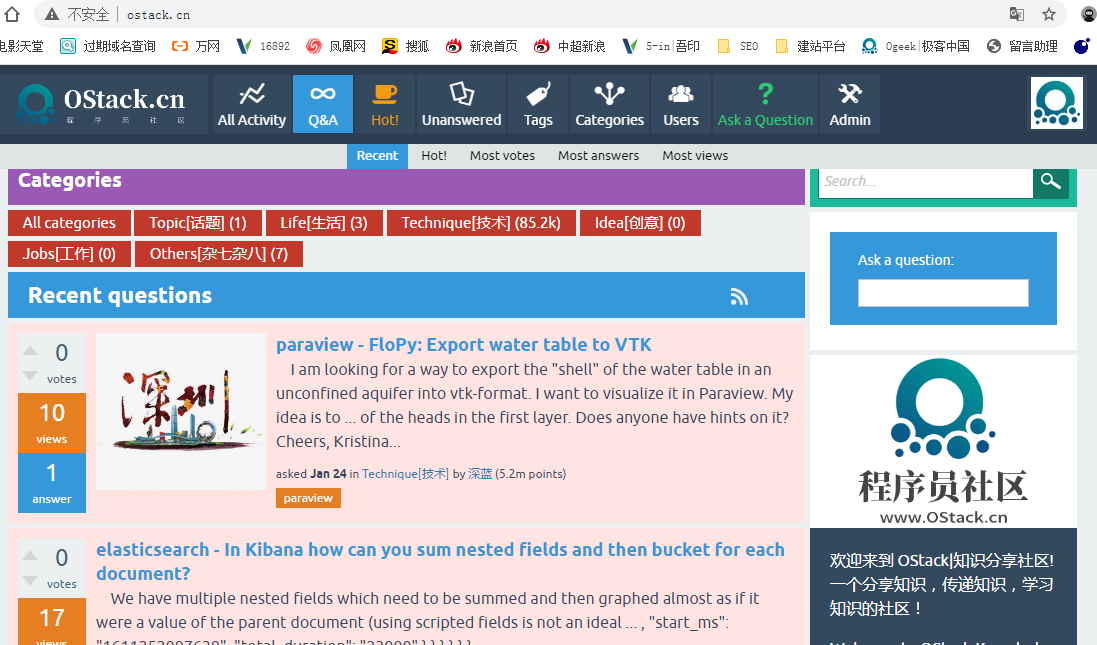 不安全 ostack.cn
电影天堂 过期域名查询 万网 16892 凤凰网 搜狐 新浪首页 中超新浪 5-in|吾印 SEO 建站平台 Ogeek|极客中国 留言助理
OStack.cn
程 序 员 社 区
All Activity Q&A Hot! Unanswered Tags Categories Users Ask a Question Admin
Recent Hot! Most votes Most answers Most views
Categories
Search...
All categories Topic[话题] (1) Life[生活] (3) Technique[技术] (85.2k) Idea[创意] (0)
Jobs[工作] (0) Others[杂七杂八] (7)
Ask a question:
Recent questions
0
votes
10
views
1
answer
深圳
paraview - FloPy: Export water table to VTK
I am looking for a way to export the "shell" of the water table in an
unconfined aquifer into vtk-format. I want to visualize it in Paraview. My
idea is to ... of the heads in the first layer. Does anyone have hints on it?
Cheers, Kristina...
asked Jan 24 in Technique[技术] by 深蓝 (5.2m points)
paraview
程序员社区
www.OStack.cn
0
votes
17
views
elasticsearch - In Kibana how can you sum nested fields and then bucket for each
document?
We have multiple nested fields which need to be summed and then graphed almost as if it
were a value of the parent document (using scripted fields is not an ideal ... , "start_ms":
欢迎来到 OStack|知识分享社区!
一个分享知识，传递知识，学习
知识的社区！